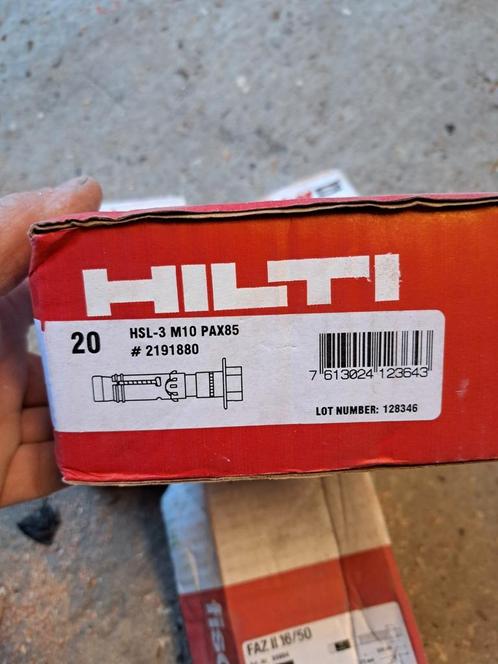 HILTI
20
HSL-3 M10 PAX85
# 2191880
7 613024 123643
LOT NUMBER: 128346
FAZ II 16/50